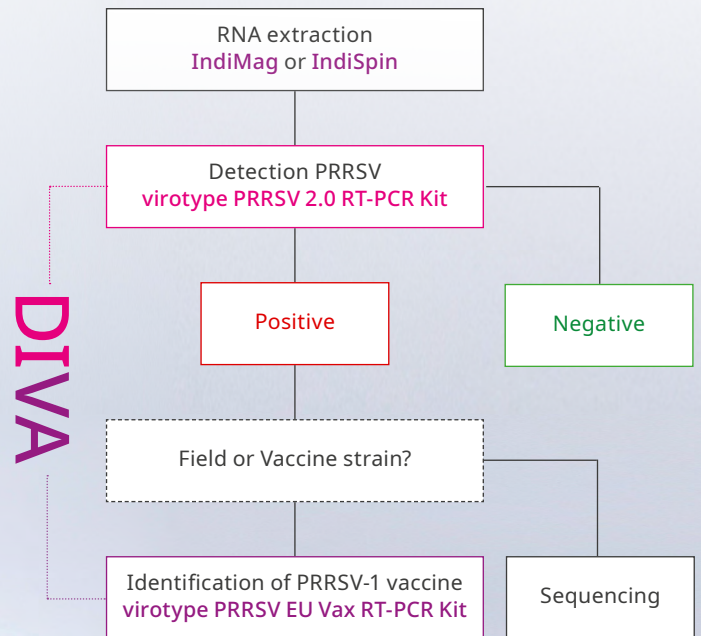 RNA extraction
IndiMag or IndiSpin
Detection PRRSV
virotype PRRSV 2.0 RT-PCR Kit
Positive
Negative
DIVA
Field or Vaccine strain?
Identification of PRRSV-1 vaccine
virotype PRRSV EU Vax RT-PCR Kit
Sequencing